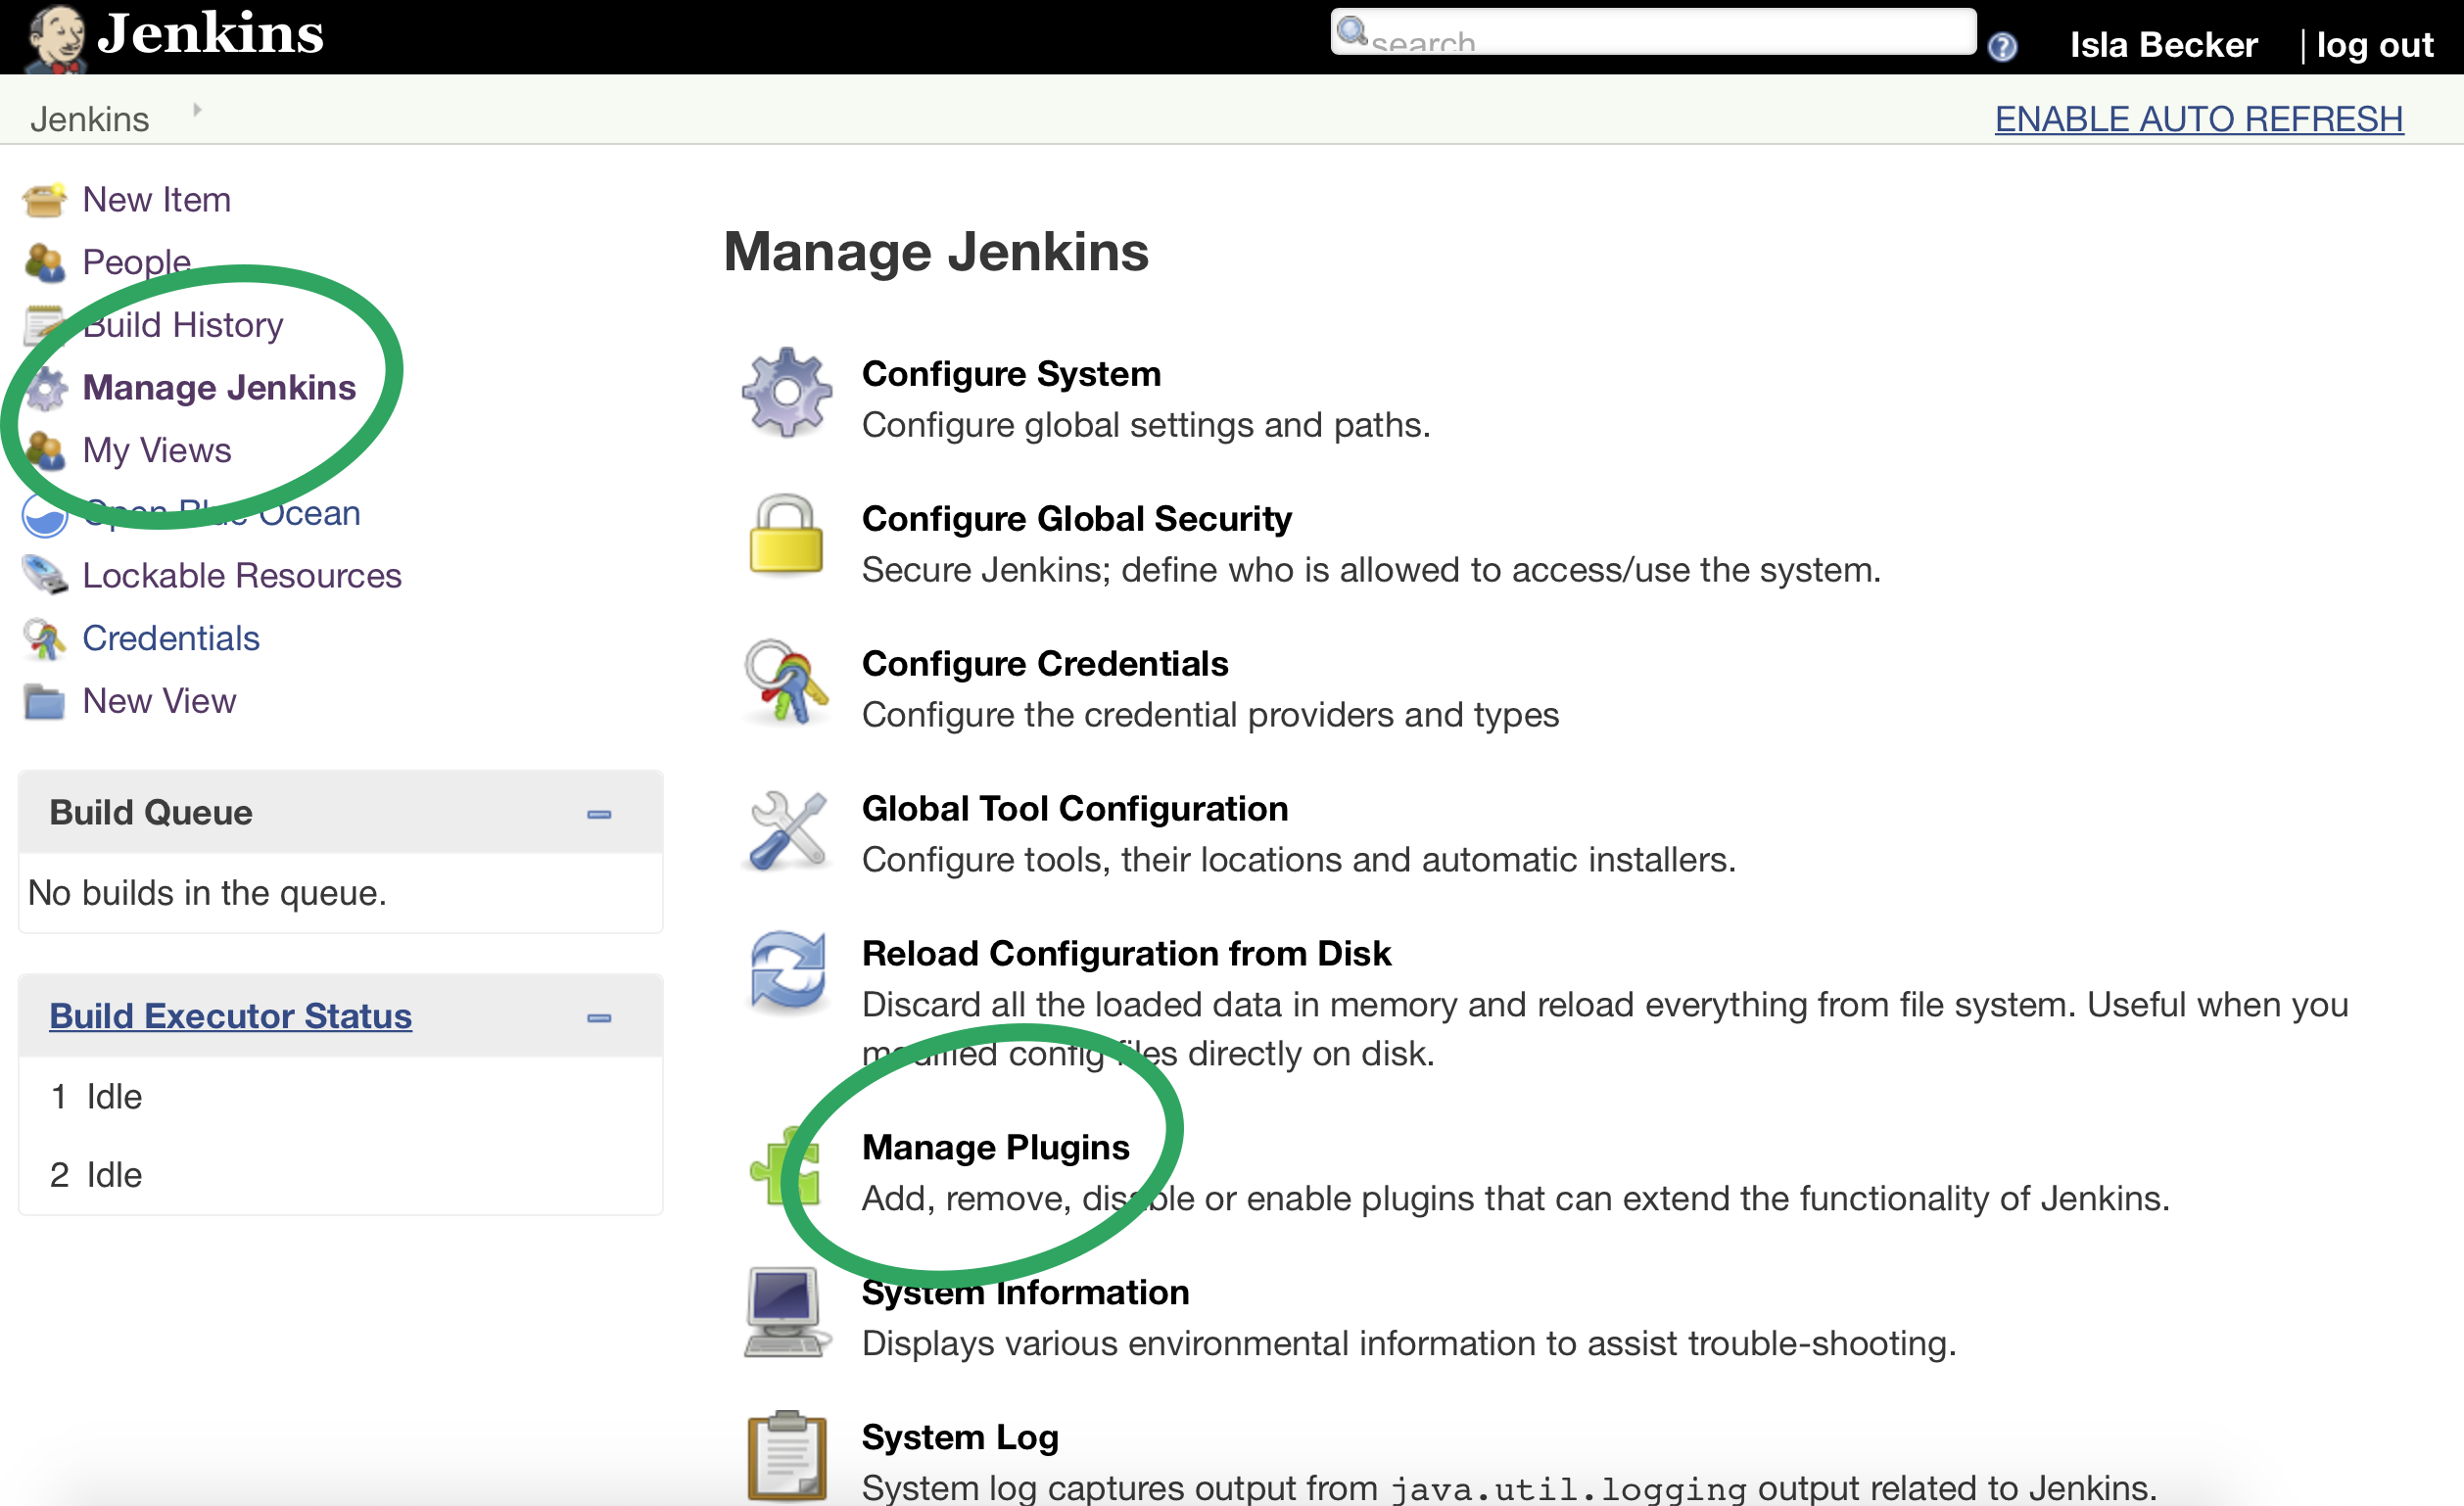 Jenkins
search
Isla Becker
| log out
Jenkins
ENABLE AUTO REFRESH
New Item
People
Build History
Manage Jenkins
My Views
Open Blue Ocean
Lockable Resources
Credentials
New View
Build Queue
No builds in the queue.
Build Executor Status
1 Idle
2 Idle
Manage Jenkins
Configure System
Configure global settings and paths.
Configure Global Security
Secure Jenkins; define who is allowed to access/use the system.
Configure Credentials
Configure the credential providers and types
Global Tool Configuration
Configure tools, their locations and automatic installers.
Reload Configuration from Disk
Discard all the loaded data in memory and reload everything from file system. Useful when you
modified config files directly on disk.
Manage Plugins
Add, remove, disable or enable plugins that can extend the functionality of Jenkins.
System Information
Displays various environmental information to assist trouble-shooting.
System Log
System log captures output from java.util.logging output related to Jenkins.